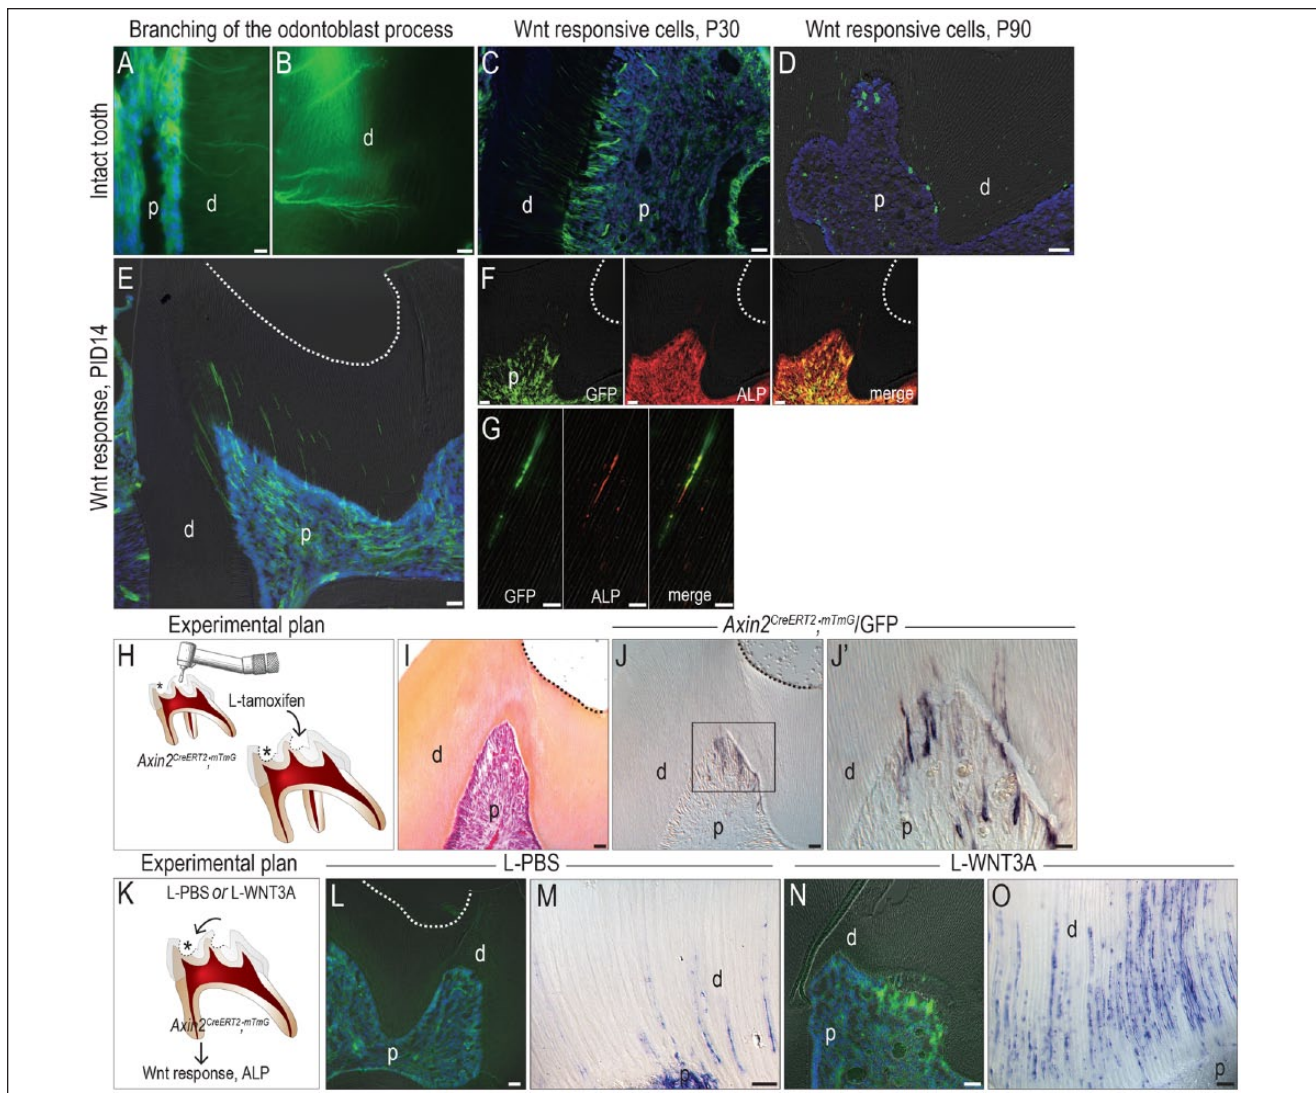 Branching of the odontoblast process
Wnt responsive cells, P30
Wnt responsive cells, P90
Intact tooth
A
p
d
B
d
C
d
p
D
p
d
Wnt response, PID14
E
d
p
F
p
GFP
ALP
merge
G
GFP
ALP
merge
Experimental plan
Axin2CreERT2;mTmG/GFP
H
*
L-tamoxifen
*
Axin2CreERT2;mTmG
I
d
p
J
d
p
J'
d
p
Experimental plan
L-PBS
L-WNT3A
K
L-PBS or L-WNT3A
*
Axin2CreERT2;mTmG
Wnt response, ALP
L
d
p
M
d
p
N
d
p
O
d
p